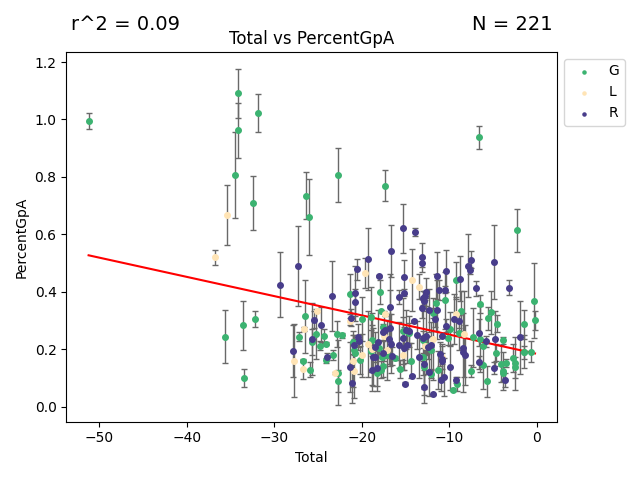 r^2 = 0.09
N = 221
Total vs PercentGpA
1.2
1.0
0.8
0.6
0.4
0.2
0.0
PercentGpA
−50
−40
−30
−20
−10
0
Total
G
L
R